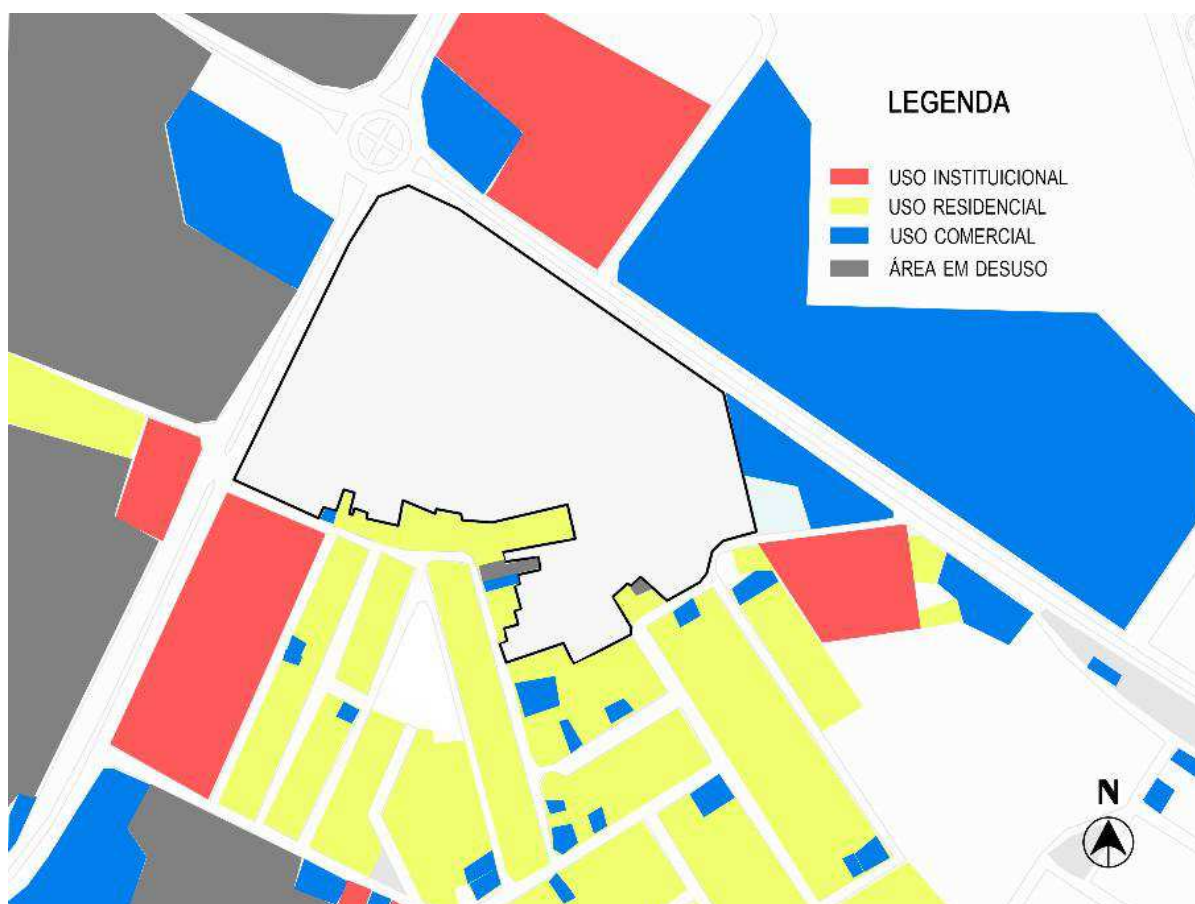 LEGENDA
USO INSTITUICIONAL
USO RESIDENCIAL
USO COMERCIAL
ÁREA EM DESUSO
N